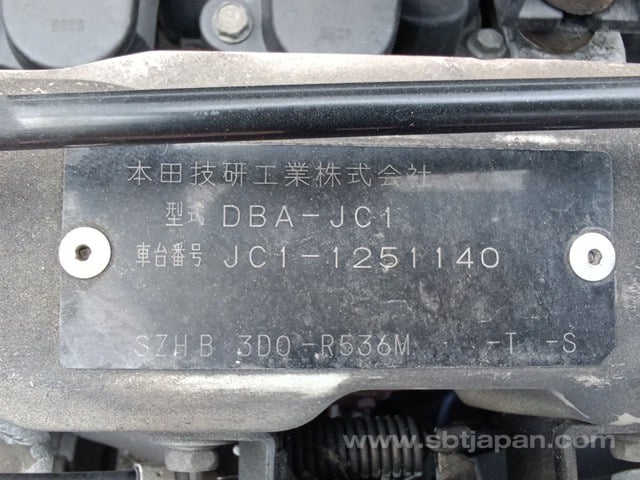 本田技研工業株式会社
型式 DBA-JC1
車台番号 JC1-1251140
SZHB 3D0-R536M -T -S
www.sbtjapan.com